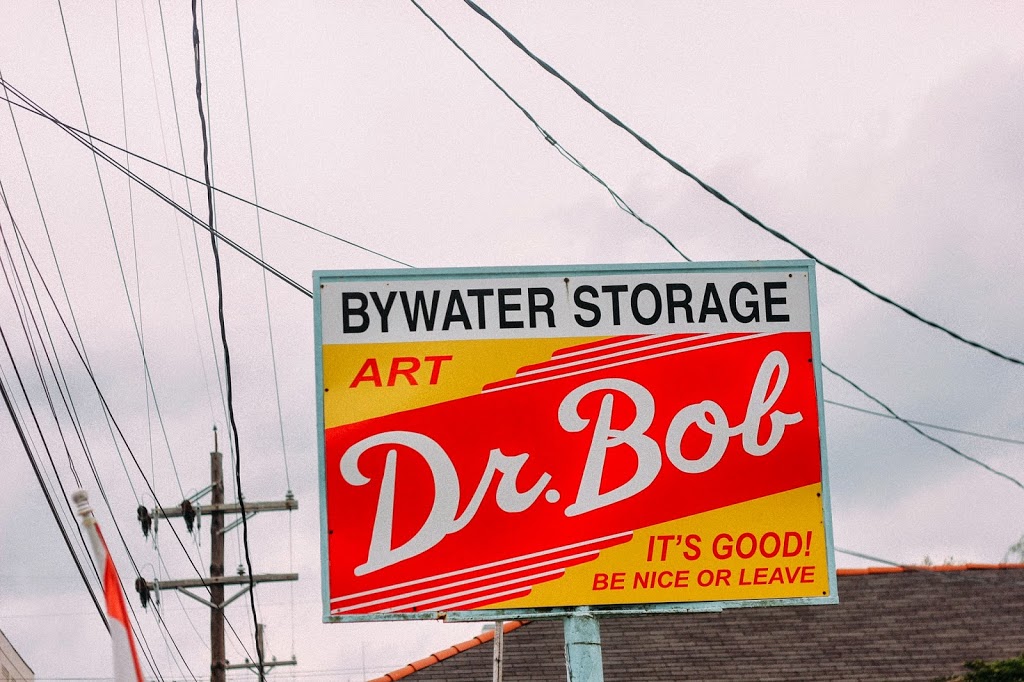 BYWATER STORAGE
ART
Dr. Bob
IT'S GOOD!
BE NICE OR LEAVE